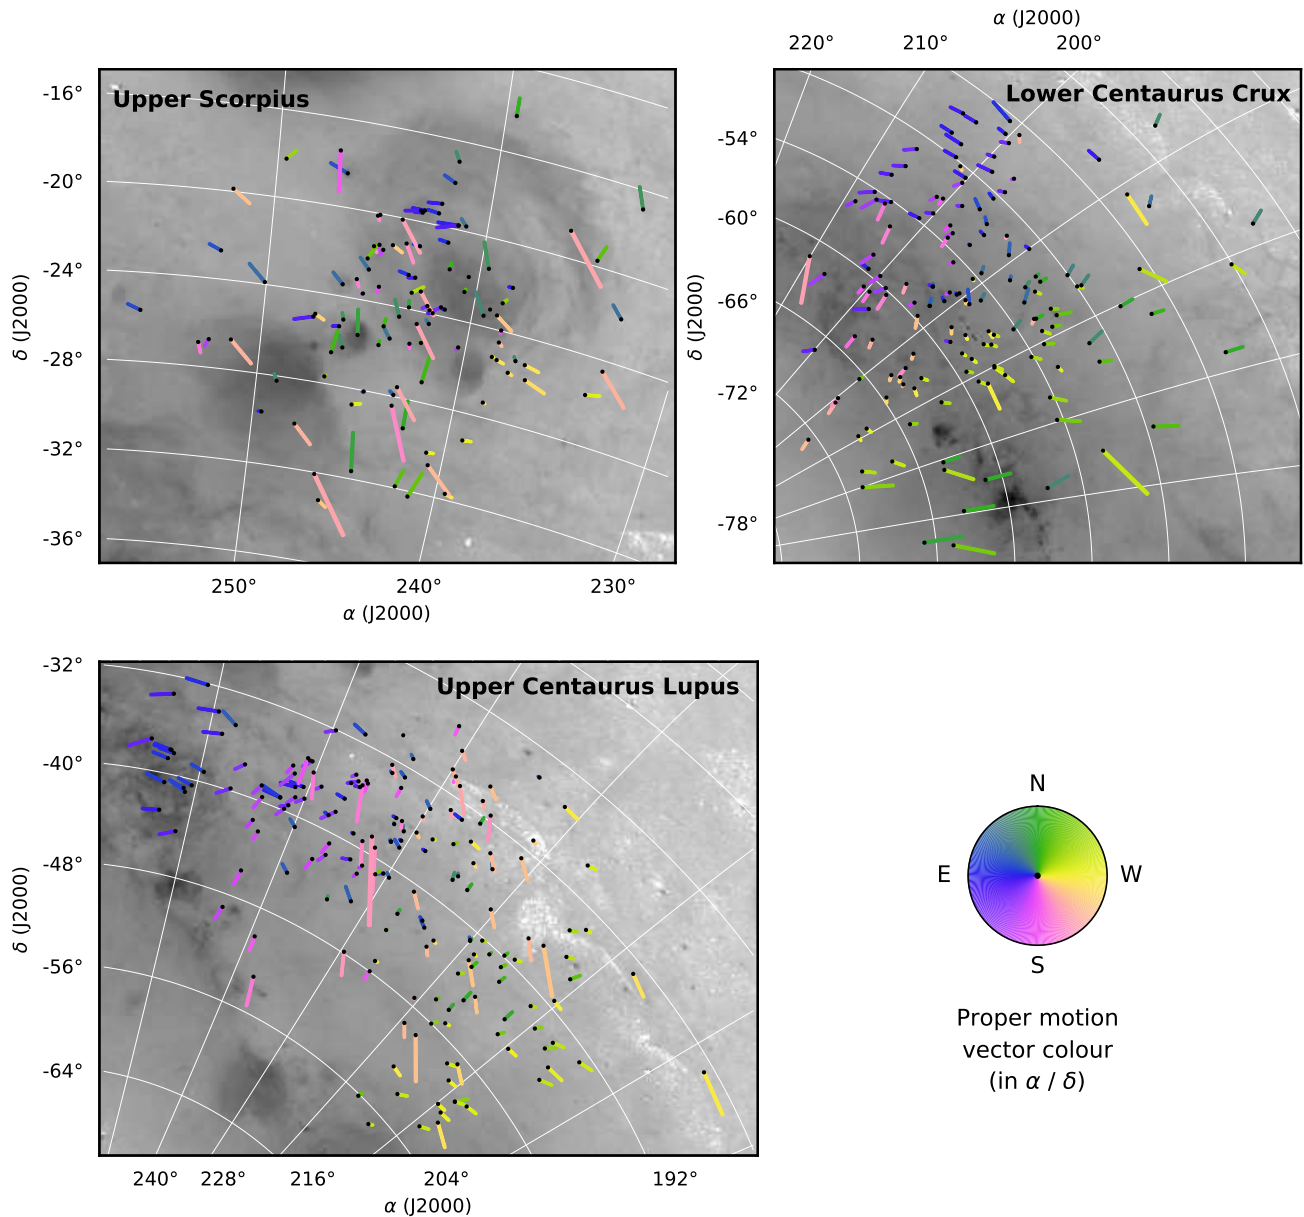 α (J2000)
220° 210° 200°
Upper Scorpius
-16°
-20°
-24°
-28°
-32°
-36°
δ (J2000)
250° 240° 230°
α (J2000)
Lower Centaurus Crux
-54°
-60°
-66°
-72°
-78°
δ (J2000)
Upper Centaurus Lupus
-32°
-40°
-48°
-56°
-64°
δ (J2000)
240° 228° 216° 204° 192°
α (J2000)
N
E W
S
Proper motion
vector colour
(in α / δ)